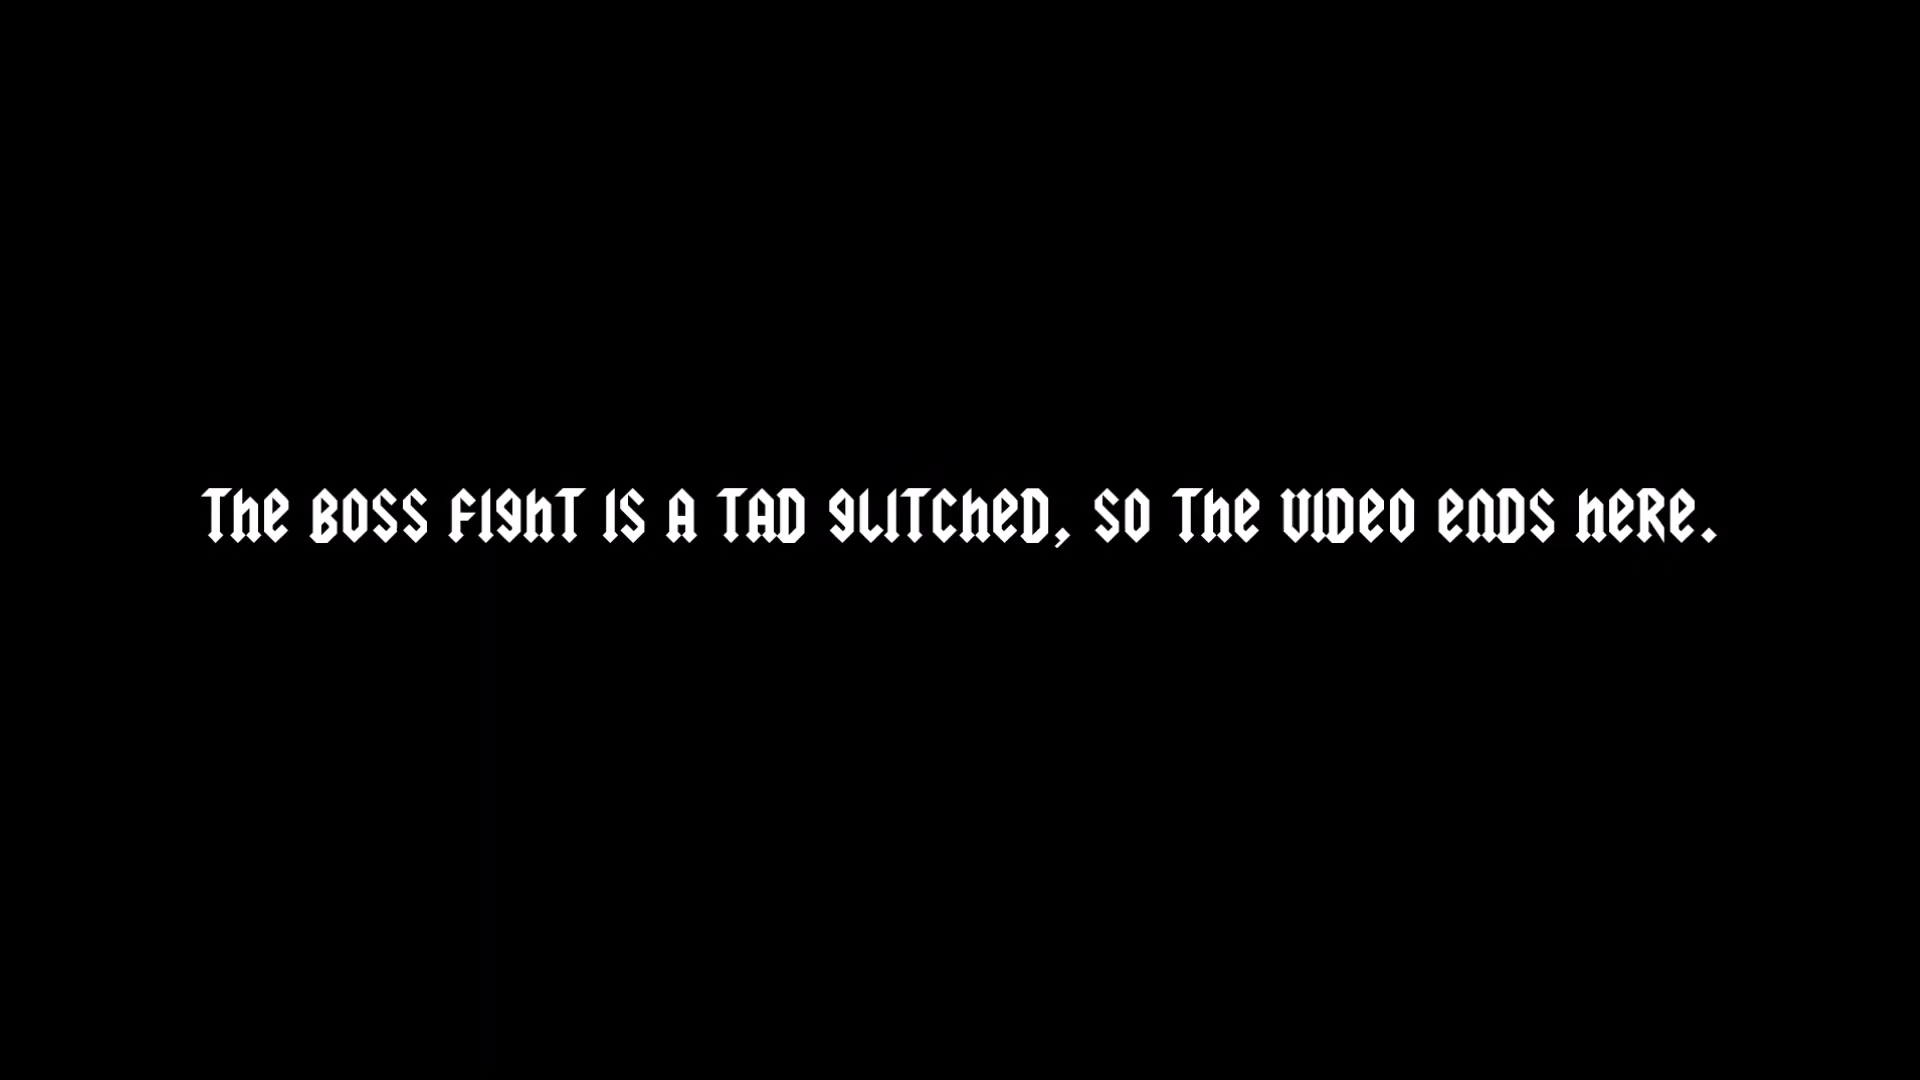 The BOSS FIghT IS A TAD gLITCheD, SO The VIDeO eNDS heRe.